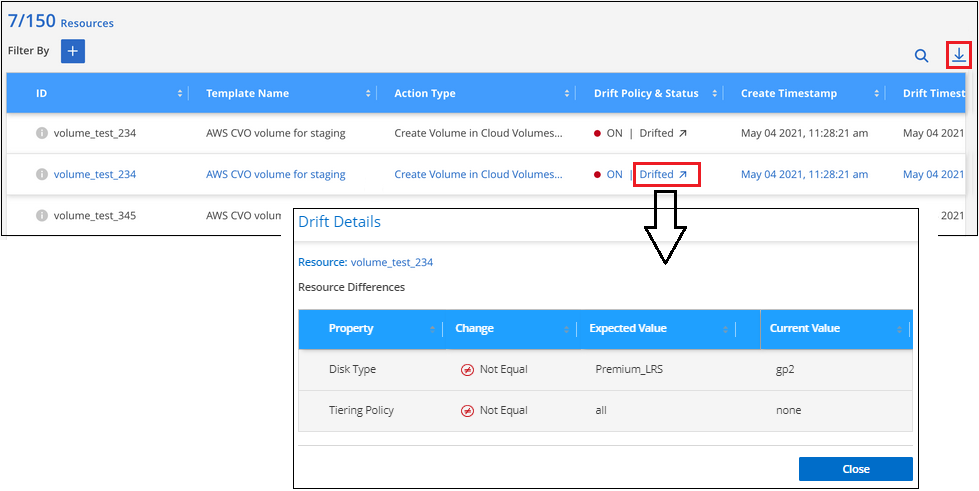 7/150 Resources
Filter By +
ID Template Name Action Type Drift Policy & Status Create Timestamp Drift Timest
volume_test_234 AWS CVO volume for staging Create Volume in Cloud Volumes... ON | Drifted May 04 2021, 11:28:21 am May 04 202
volume_test_234 AWS CVO volume for staging Create Volume in Cloud Volumes... ON | Drifted May 04 2021, 11:28:21 am May 04 202
volume_test_345 AWS CVO volum 2021
Drift Details
Resource: volume_test_234
Resource Differences
Property Change Expected Value Current Value
Disk Type Not Equal Premium_LRS gp2
Tiering Policy Not Equal all none
Close